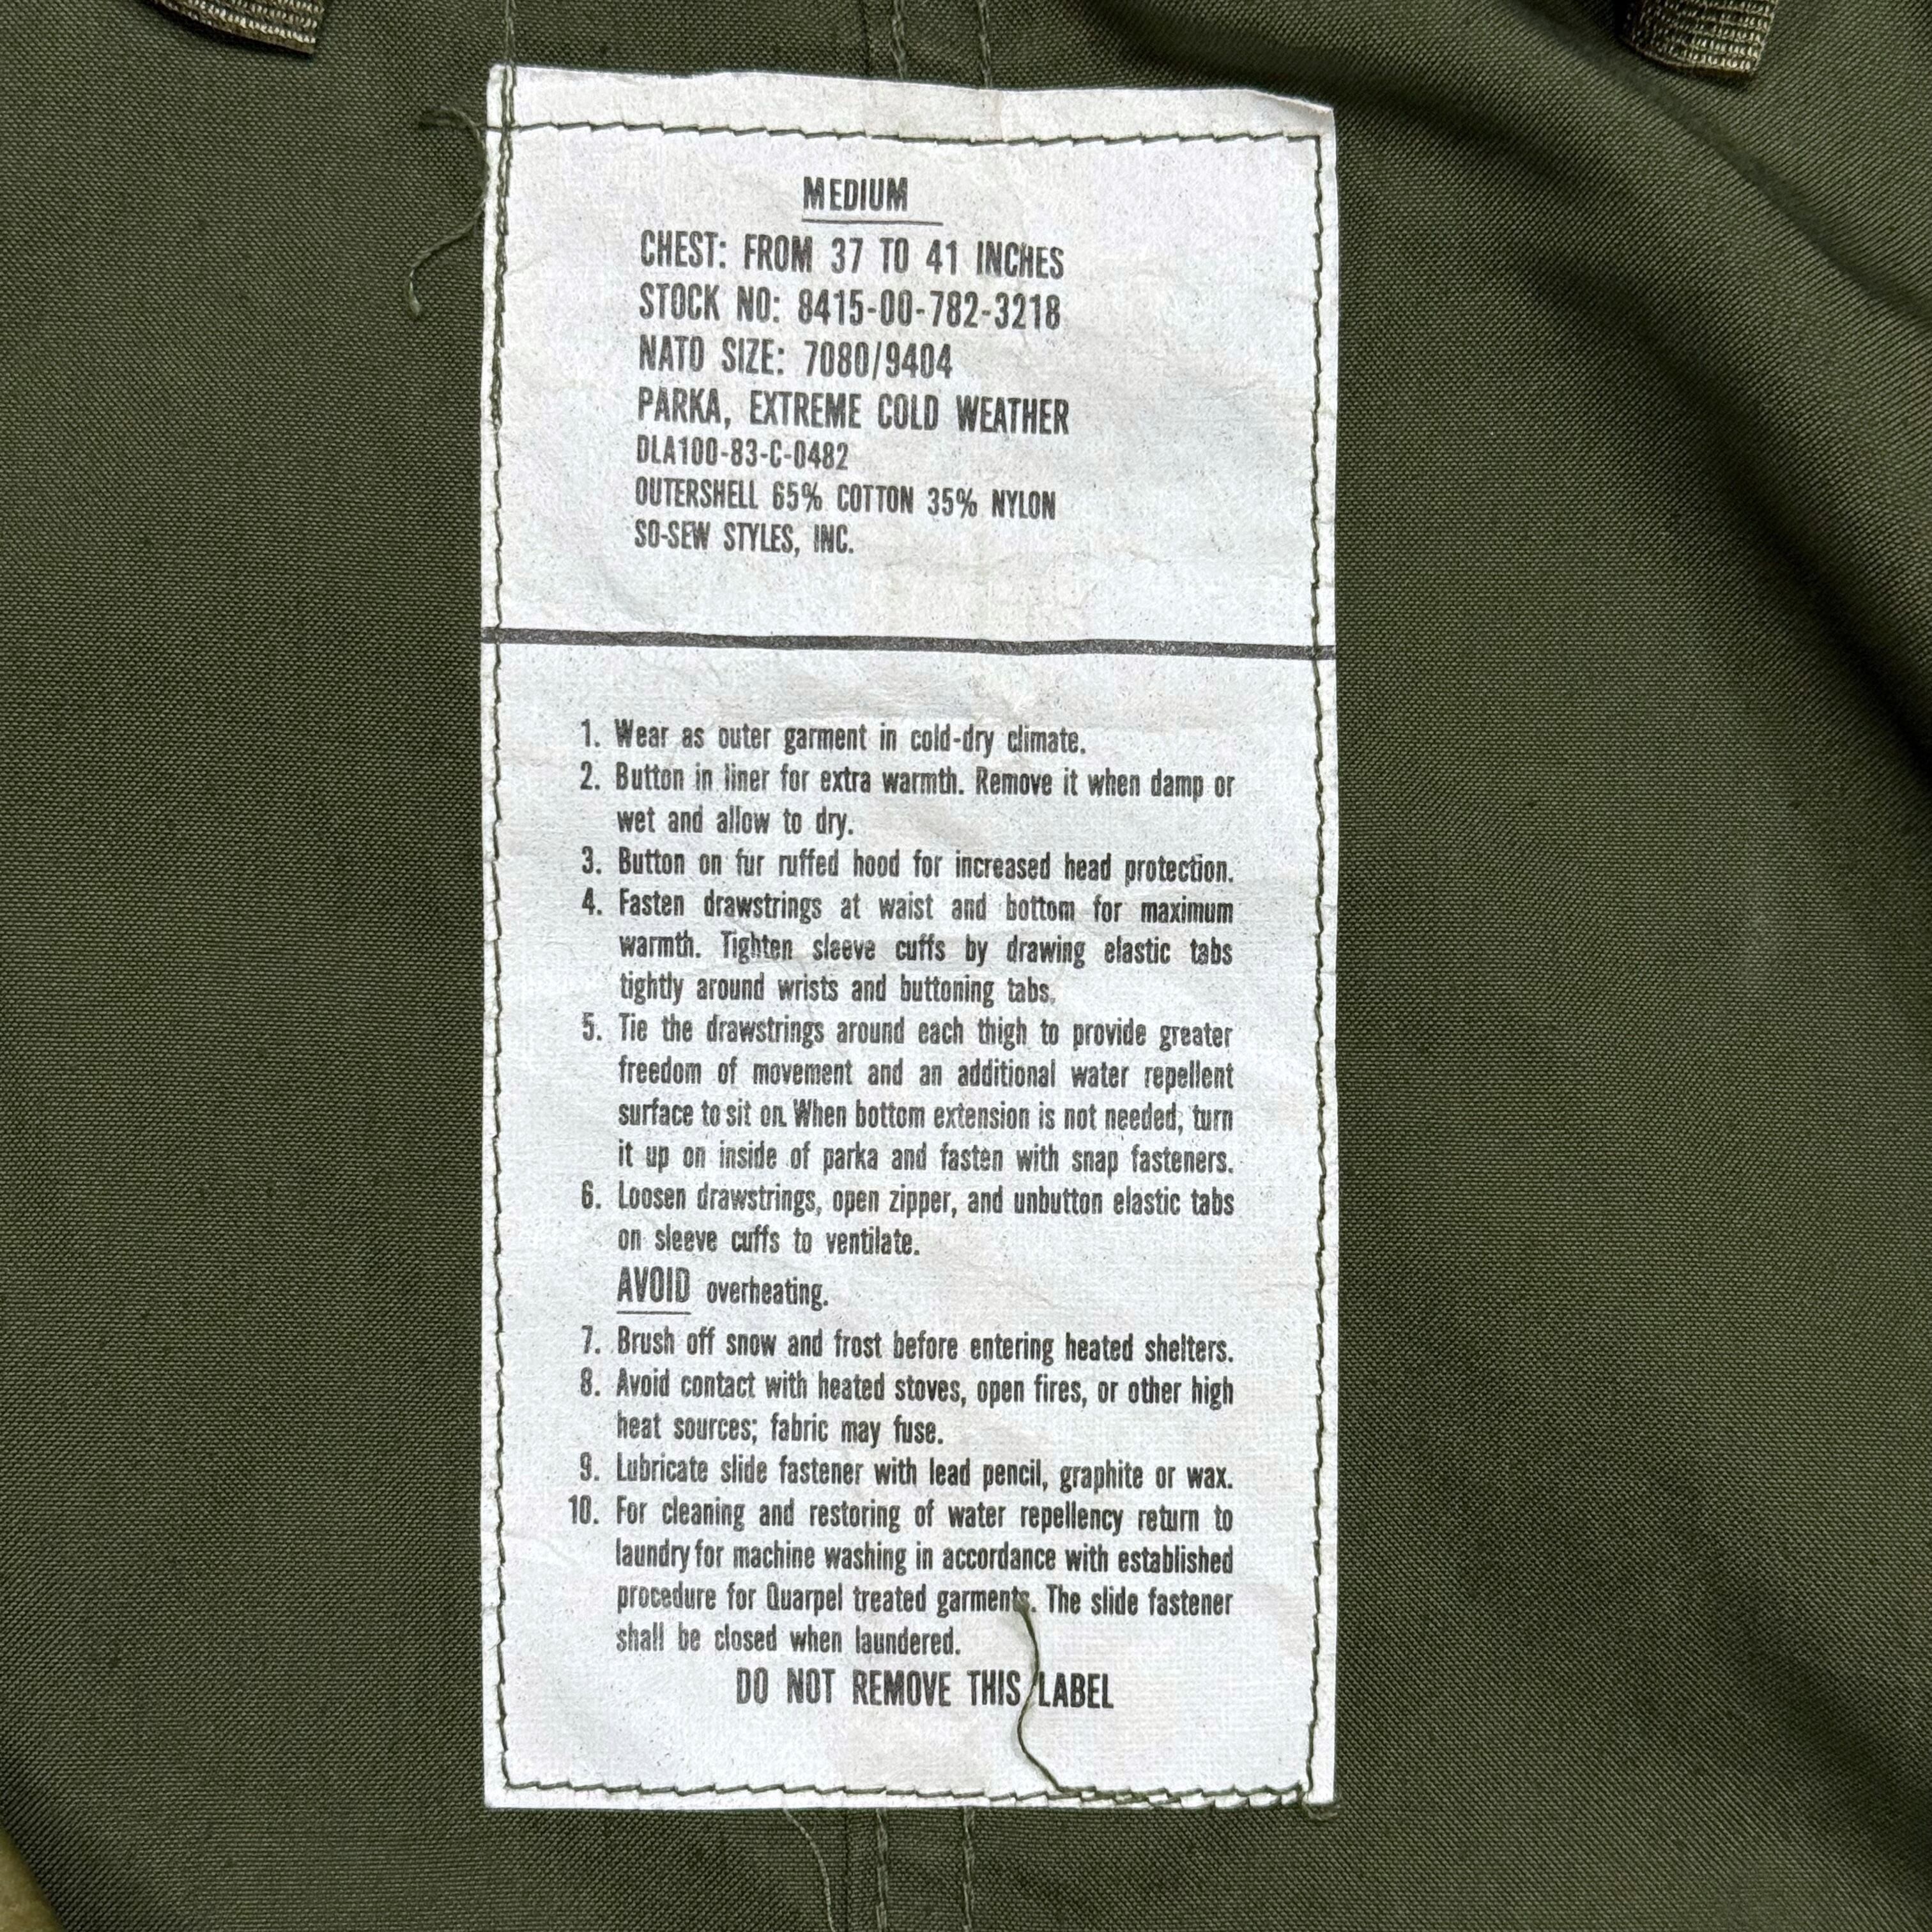 MEDIUM
CHEST: FROM 37 TO 41 INCHES
STOCK NO: 8415-00-782-3218
NATO SIZE: 7080/9404
PARKA, EXTREME COLD WEATHER
DLA100-83-C-0482
OUTERSHELL 65% COTTON 35% NYLON
SO-SEW STYLES, INC.
1. Wear as outer garment in cold-dry climate.
2. Button in liner for extra warmth. Remove it when damp or
wet and allow to dry.
3. Button on fur ruffed hood for increased head protection.
4. Fasten drawstrings at waist and bottom for maximum
warmth. Tighten sleeve cuffs by drawing elastic tabs
tightly around wrists and buttoning tabs.
5. Tie the drawstrings around each thigh to provide greater
freedom of movement and an additional water repellent
surface to sit on. When bottom extension is not needed, turn
it up on inside of parka and fasten with snap fasteners.
6. Loosen drawstrings, open zipper, and unbutton elastic tabs
on sleeve cuffs to ventilate.
AVOID overheating.
7. Brush off snow and frost before entering heated shelters.
8. Avoid contact with heated stoves, open fires, or other high
heat sources; fabric may fuse.
9. Lubricate slide fastener with lead pencil, graphite or wax.
10. For cleaning and restoring of water repellency return to
laundry for machine washing in accordance with established
procedure for Quarpel treated garments. The slide fastener
shall be closed when laundered.
DO NOT REMOVE THIS LABEL